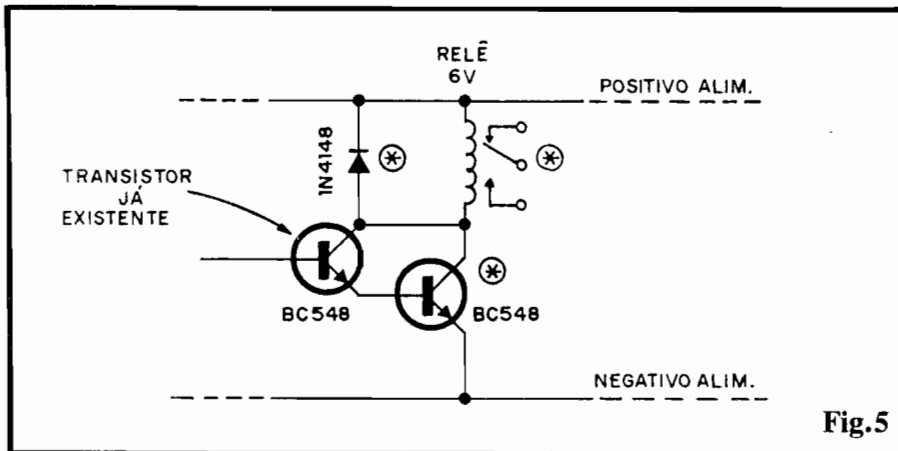 RELÊ
6V
POSITIVO ALIM.
1N4148
TRANSISTOR
JÁ
EXISTENTE
BC548
BC548
NEGATIVO ALIM.
Fig.5